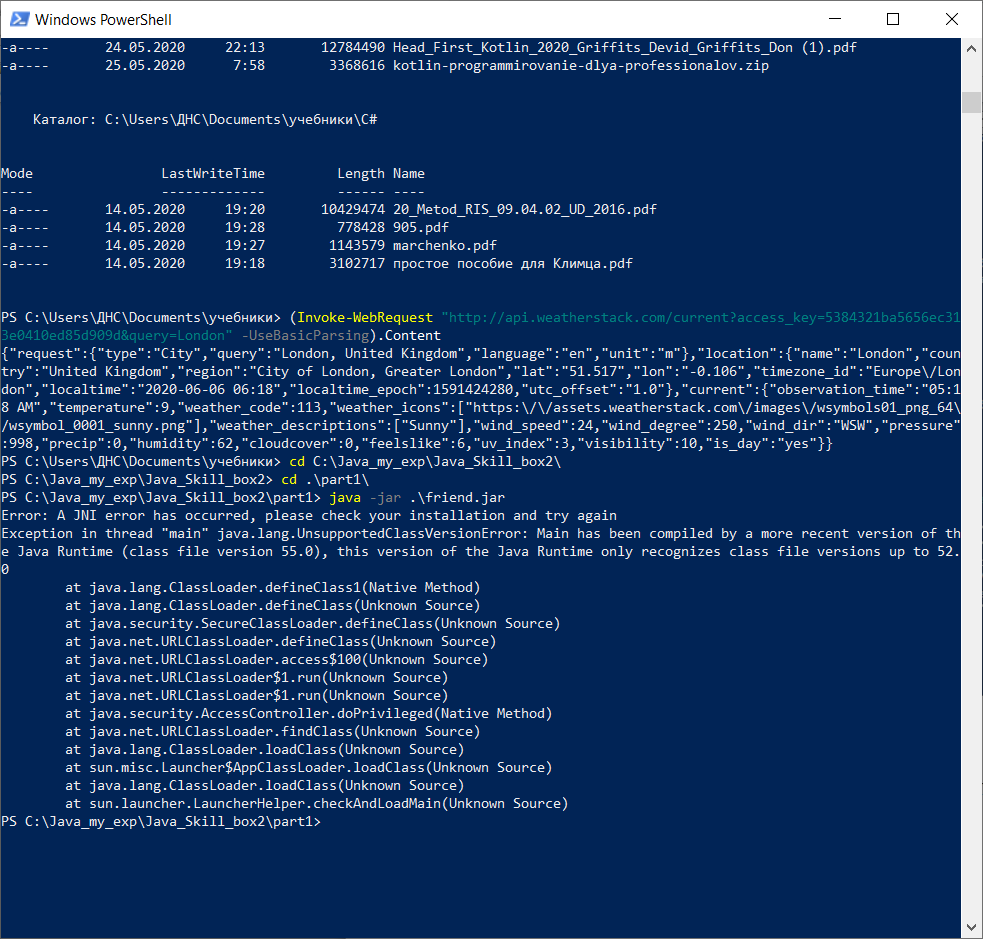 Windows PowerShell
-a---- 24.05.2020 22:13 12784490 Head_First_Kotlin_2020_Griffits_Devid_Griffits_Don (1).pdf
-a---- 25.05.2020 7:58 3368616 kotlin-programmirovanie-dlya-professionalov.zip
Каталог: C:\Users\ДНС\Documents\учебники\C#
Mode LastWriteTime Length Name
---- ------------- ------ ----
-a---- 14.05.2020 19:20 10429474 20_Metod_RIS_09.04.02_UD_2016.pdf
-a---- 14.05.2020 19:28 778428 905.pdf
-a---- 14.05.2020 19:27 1143579 marchenko.pdf
-a---- 14.05.2020 19:18 3102717 простое пособие для Климца.pdf
PS C:\Users\ДНС\Documents\учебники> (Invoke-WebRequest "http://api.weatherstack.com/current?access_key=5384321ba5656ec31
3e0410ed85d909d&query=London" -UseBasicParsing).Content
{"request":{"type":"City","query":"London, United Kingdom","language":"en","unit":"m"},"location":{"name":"London","coun
try":"United Kingdom","region":"City of London, Greater London","lat":"51.517","lon":"-0.106","timezone_id":"Europe\/Lon
don","localtime":"2020-06-06 06:18","localtime_epoch":1591424280,"utc_offset":"1.0"},"current":{"observation_time":"05:1
8 AM","temperature":9,"weather_code":113,"weather_icons":["https:\/\/assets.weatherstack.com\/images\/wsymbols01_png_64\
/wsymbol_0001_sunny.png"],"weather_descriptions":["Sunny"],"wind_speed":24,"wind_degree":250,"wind_dir":"WSW","pressure"
:998,"precip":0,"humidity":62,"cloudcover":0,"feelslike":6,"uv_index":3,"visibility":10,"is_day":"yes"}}
PS C:\Users\ДНС\Documents\учебники> cd C:\Java_my_exp\Java_Skill_box2\
PS C:\Java_my_exp\Java_Skill_box2> cd .\part1\
PS C:\Java_my_exp\Java_Skill_box2\part1> java -jar .\friend.jar
Error: A JNI error has occurred, please check your installation and try again
Exception in thread "main" java.lang.UnsupportedClassVersionError: Main has been compiled by a more recent version of th
e Java Runtime (class file version 55.0), this version of the Java Runtime only recognizes class file versions up to 52.
0
at java.lang.ClassLoader.defineClass1(Native Method)
at java.lang.ClassLoader.defineClass(Unknown Source)
at java.security.SecureClassLoader.defineClass(Unknown Source)
at java.net.URLClassLoader.defineClass(Unknown Source)
at java.net.URLClassLoader.access$100(Unknown Source)
at java.net.URLClassLoader$1.run(Unknown Source)
at java.net.URLClassLoader$1.run(Unknown Source)
at java.security.AccessController.doPrivileged(Native Method)
at java.net.URLClassLoader.findClass(Unknown Source)
at java.lang.ClassLoader.loadClass(Unknown Source)
at sun.misc.Launcher$AppClassLoader.loadClass(Unknown Source)
at java.lang.ClassLoader.loadClass(Unknown Source)
at sun.launcher.LauncherHelper.checkAndLoadMain(Unknown Source)
PS C:\Java_my_exp\Java_Skill_box2\part1>